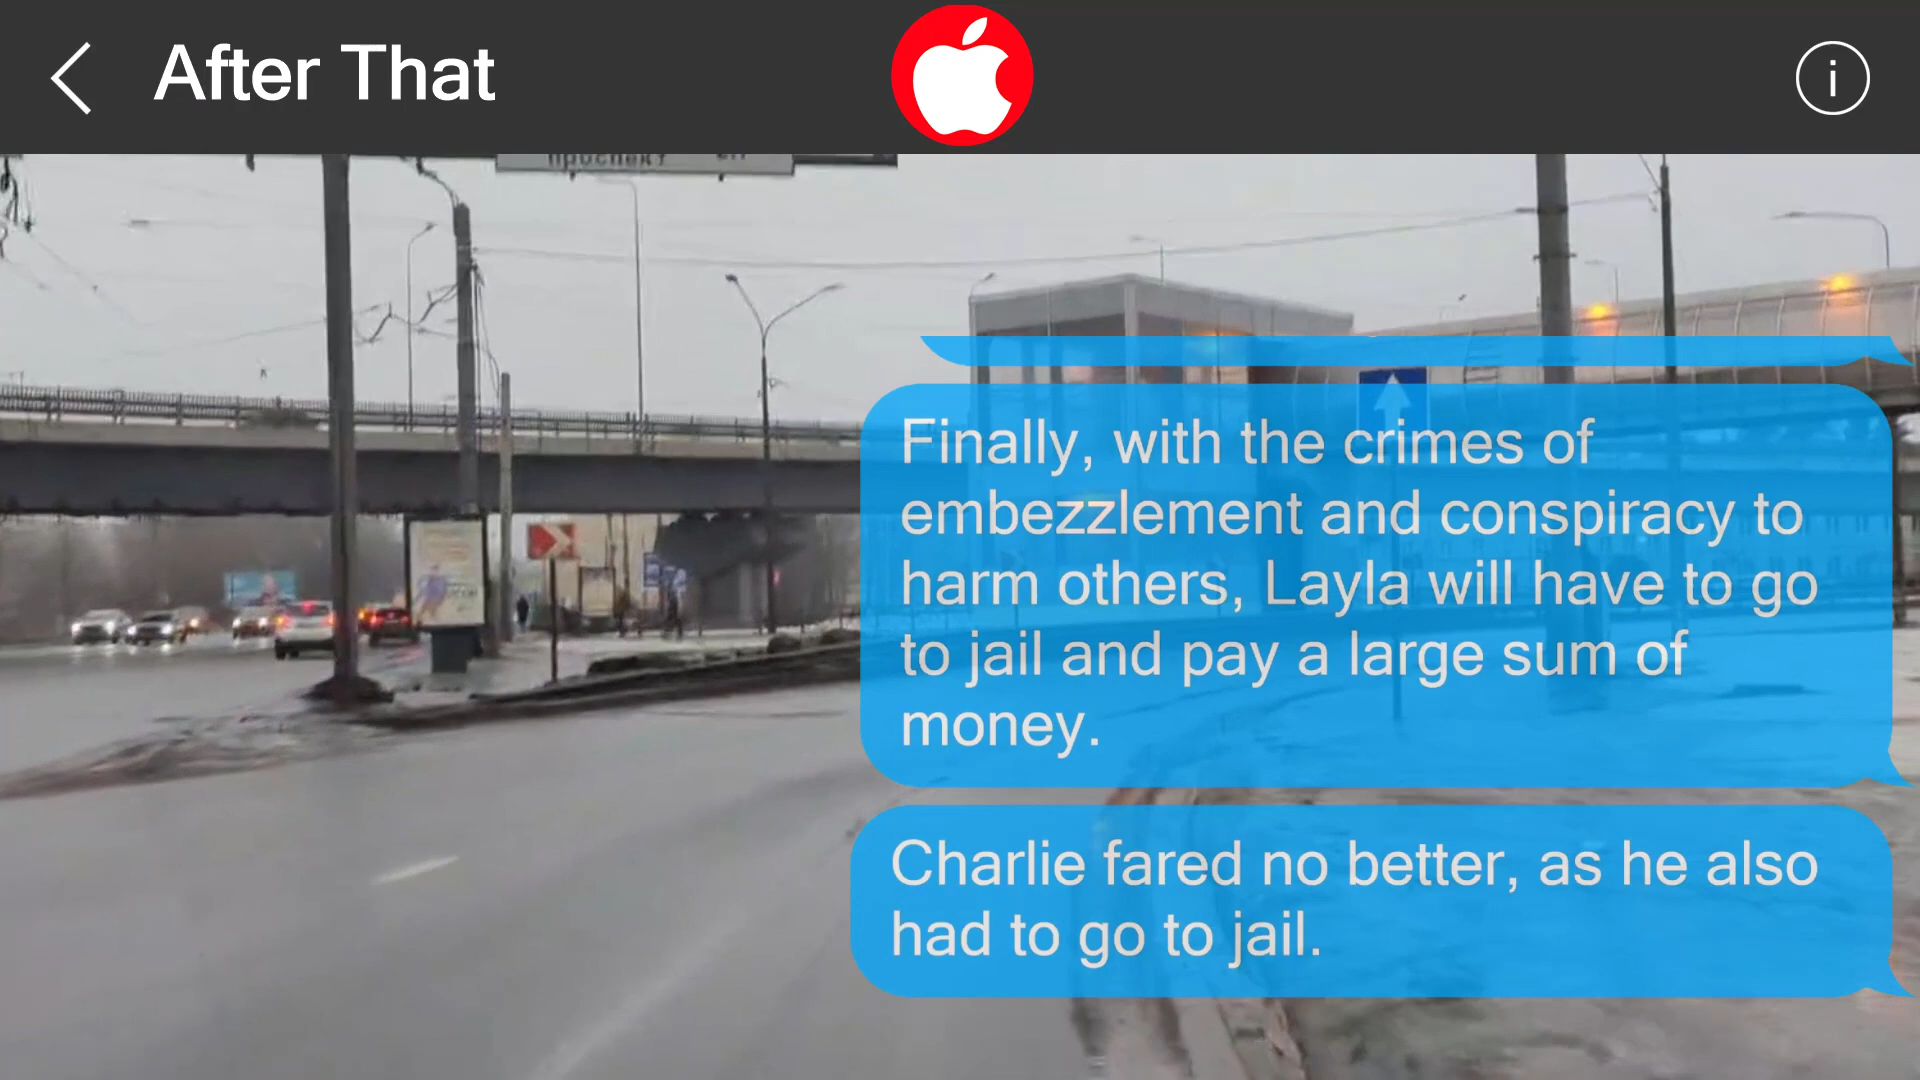 After That
Finally, with the crimes of
embezzlement and conspiracy to
harm others, Layla will have to go
to jail and pay a large sum of
money.
Charlie fared no better, as he also
had to go to jail.